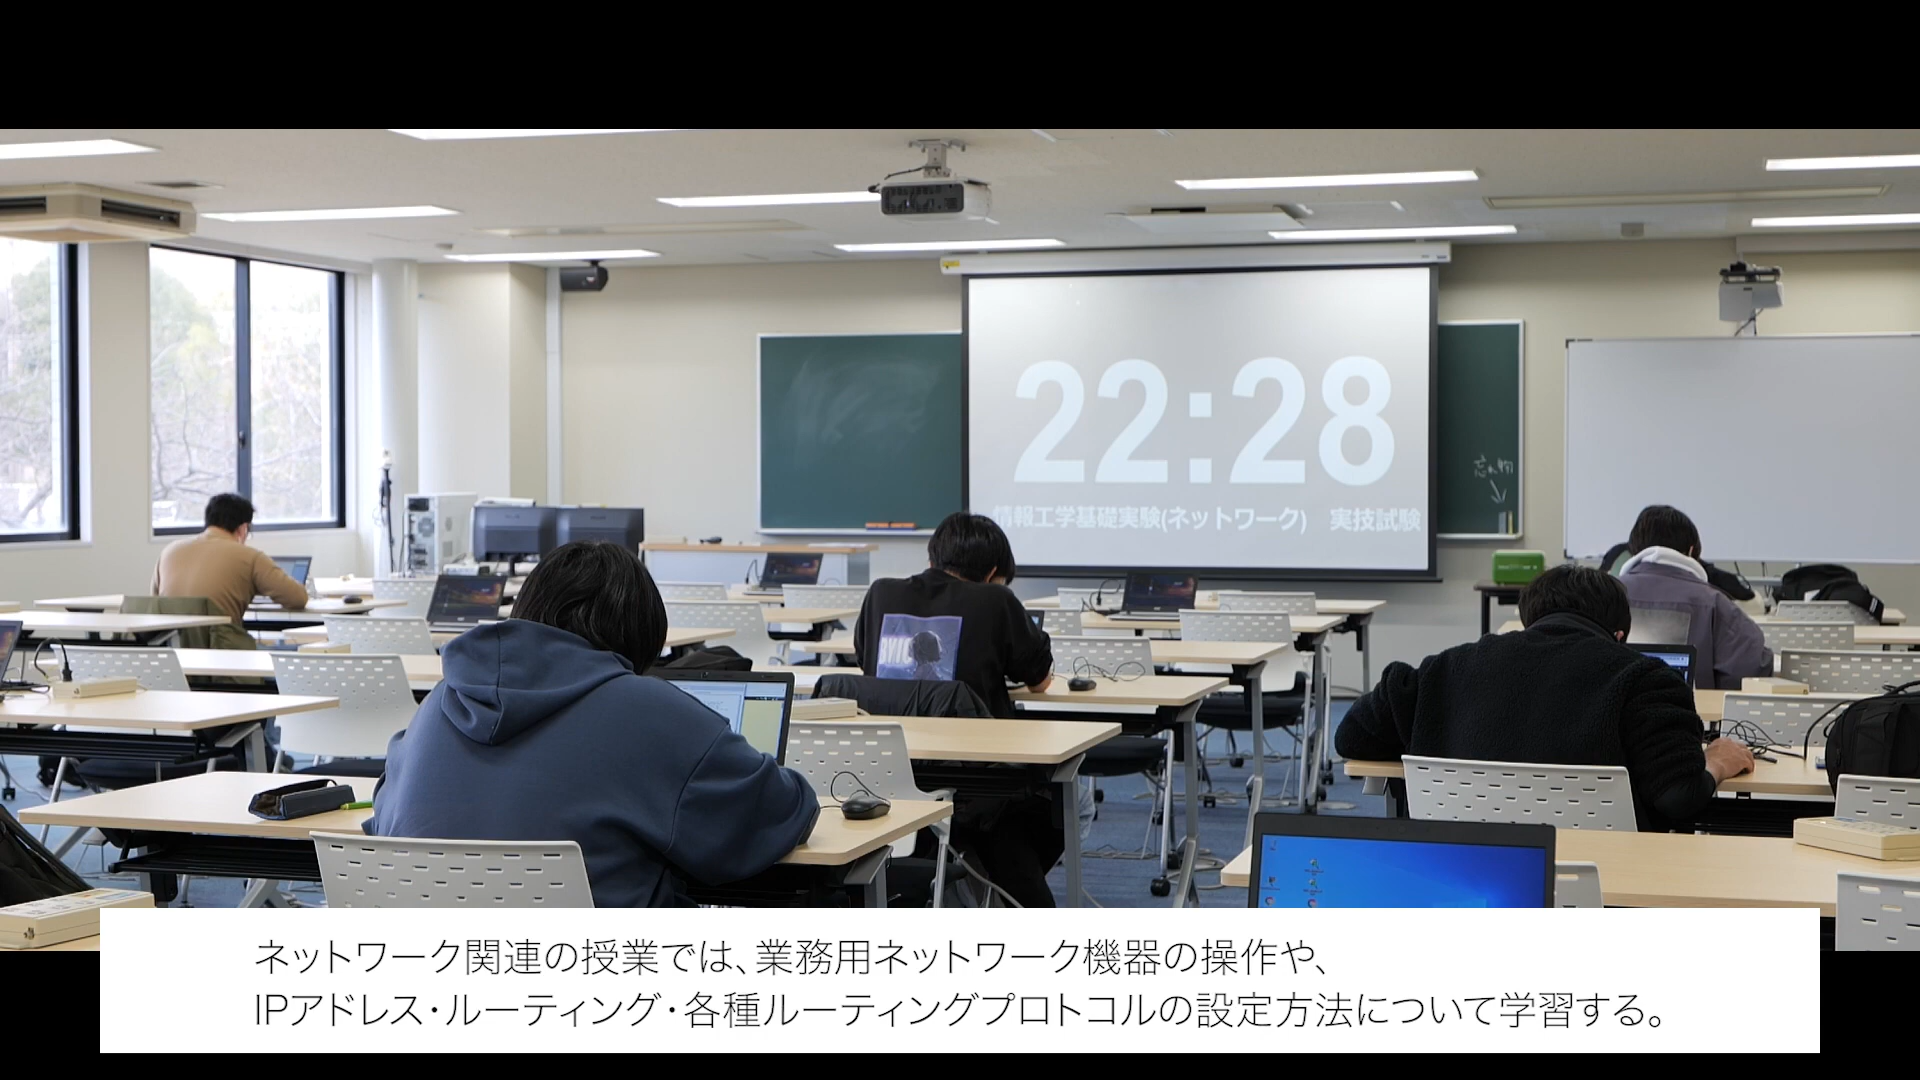 22:28
情報工学基礎実験(ネットワーク) 実技試験
忘れ物
ネットワーク関連の授業では、業務用ネットワーク機器の操作や、
IPアドレス・ルーティング・各種ルーティングプロトコルの設定方法について学習する。